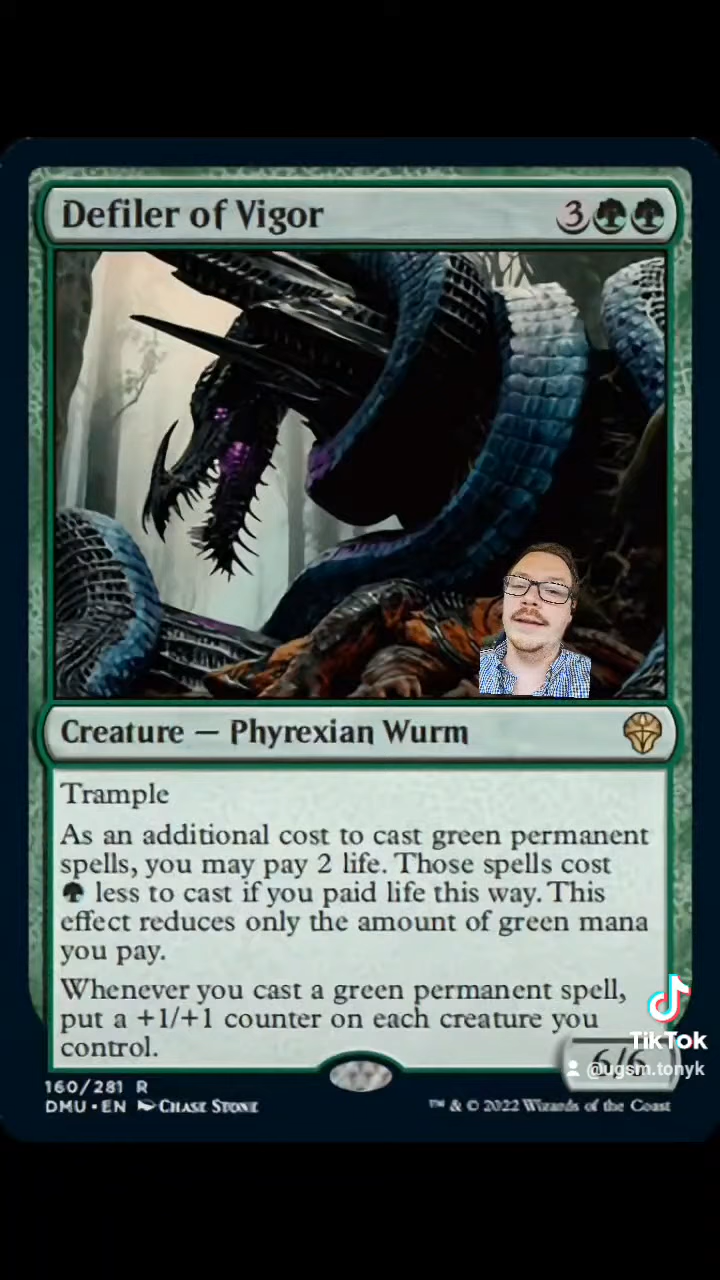 Defiler of Vigor 3
Creature — Phyrexian Wurm
Trample
As an additional cost to cast green permanent
spells, you may pay 2 life. Those spells cost
less to cast if you paid life this way. This
effect reduces only the amount of green mana
you pay.
Whenever you cast a green permanent spell,
put a +1/+1 counter on each creature you
control.
6/6
TikTok
@ugsm.tonyk
160/281 R
DMU • EN Chase Stone
™ & © 2022 Wizards of the Coast